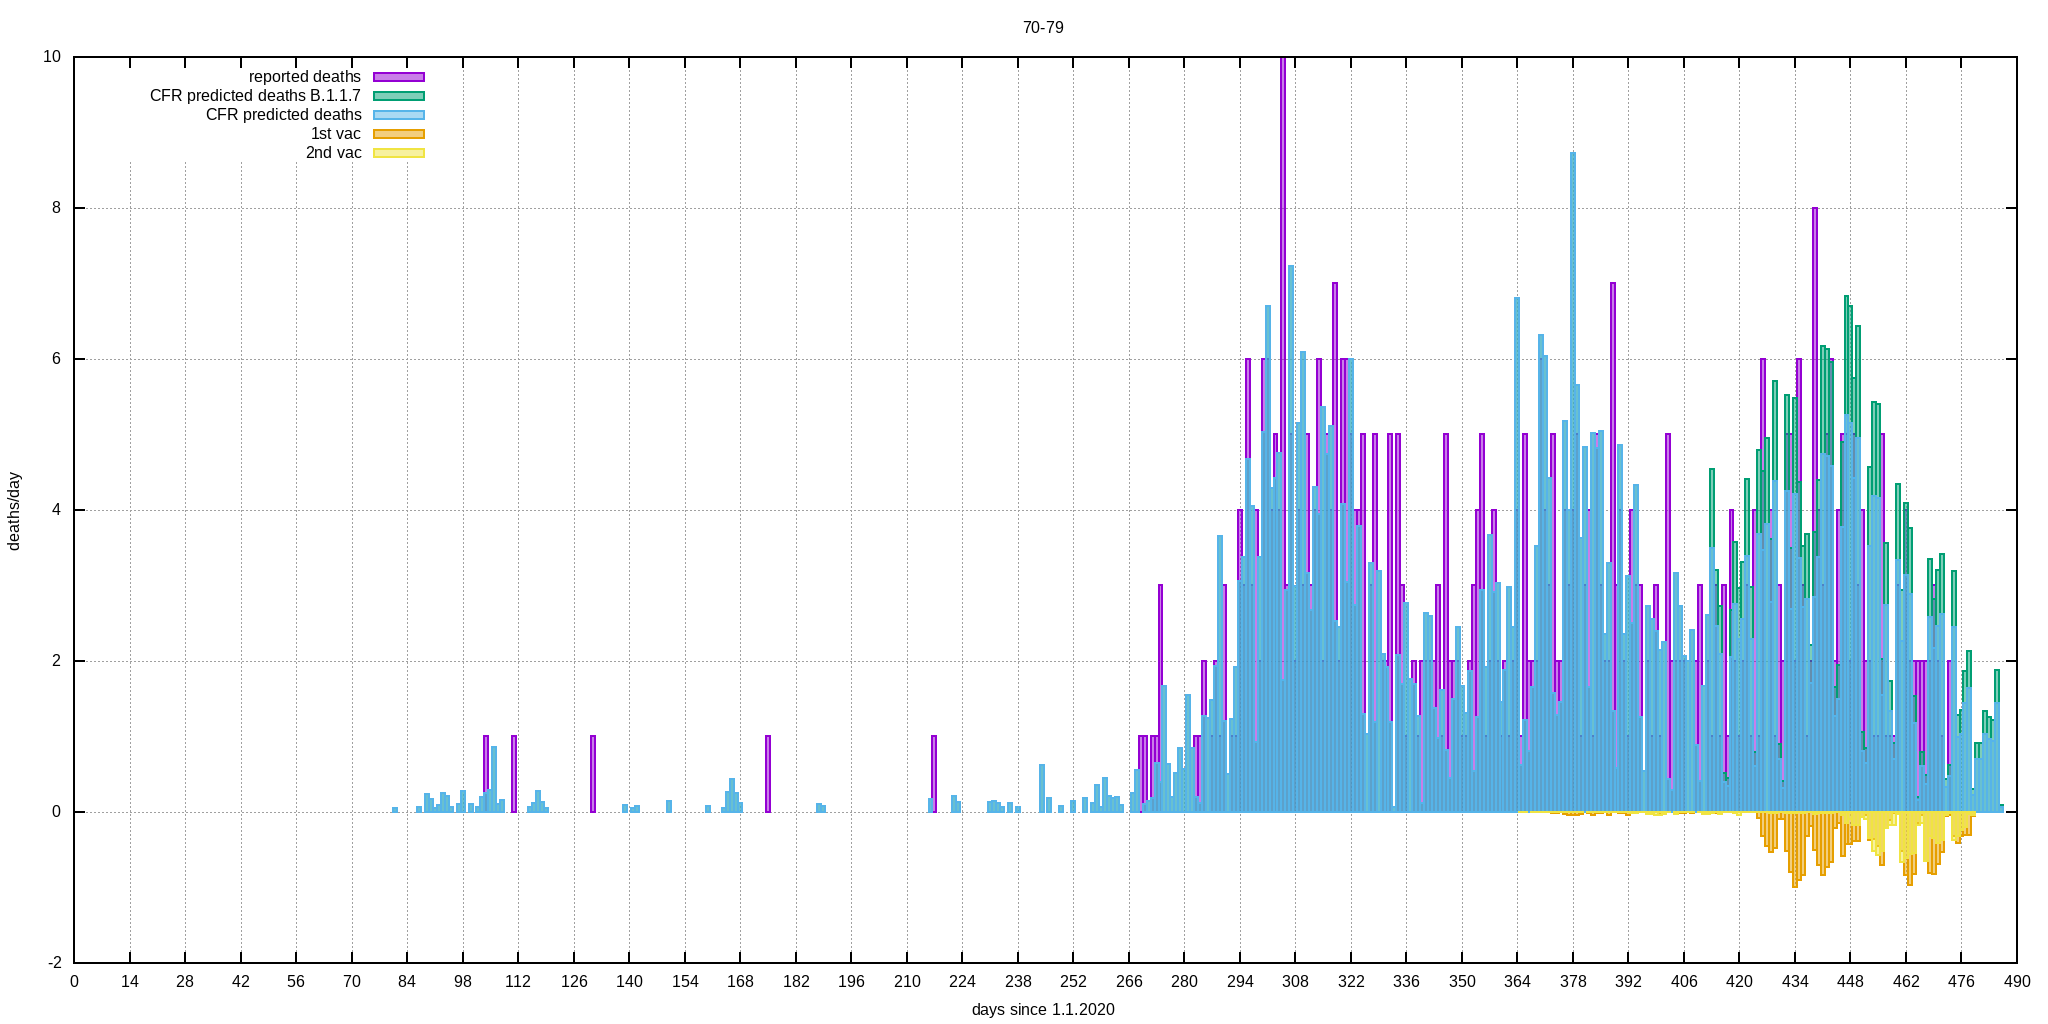 70-79
10
reported deaths
CFR predicted deaths B.1.1.7
CFR predicted deaths
1st vac
2nd vac
8
6
4
2
0
-2
deaths/day
0 14 28 42 56 70 84 98 112 126 140 154 168 182 196 210 224 238 252 266 280 294 308 322 336 350 364 378 392 406 420 434 448 462 476 490
days since 1.1.2020